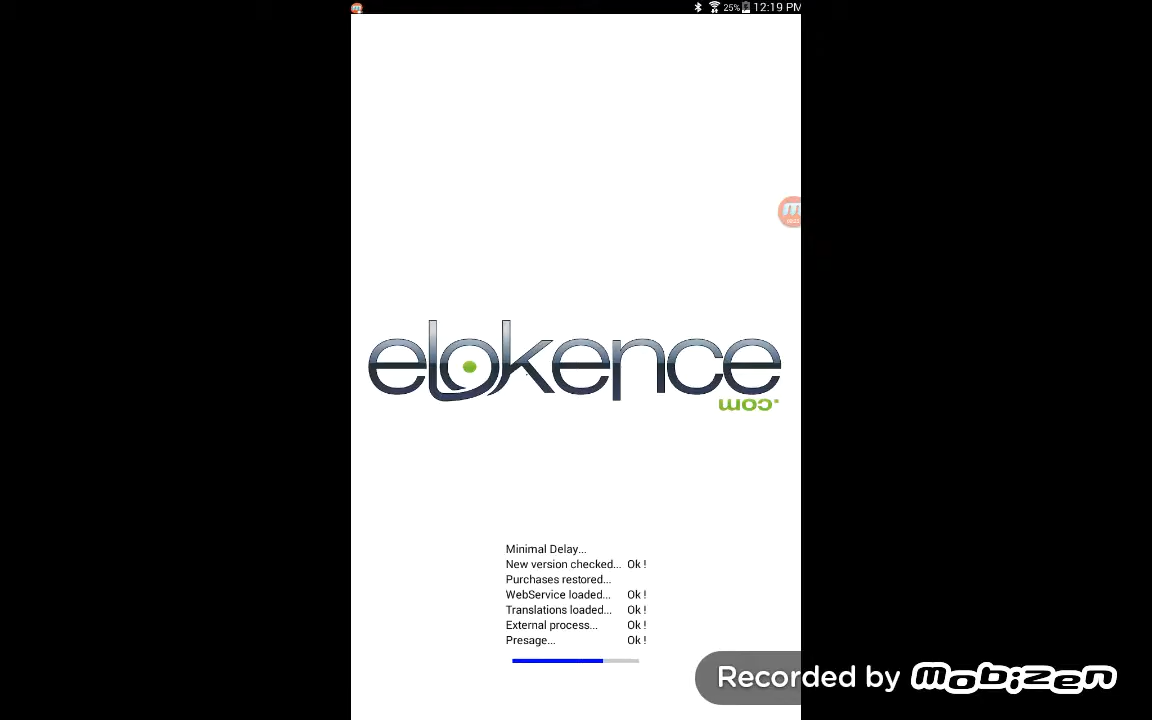 25% 12:19 PM
elokence
.com
Minimal Delay...
New version checked... Ok !
Purchases restored...
WebService loaded... Ok !
Translations loaded... Ok !
External process... Ok !
Presage... Ok !
Recorded by mobizen